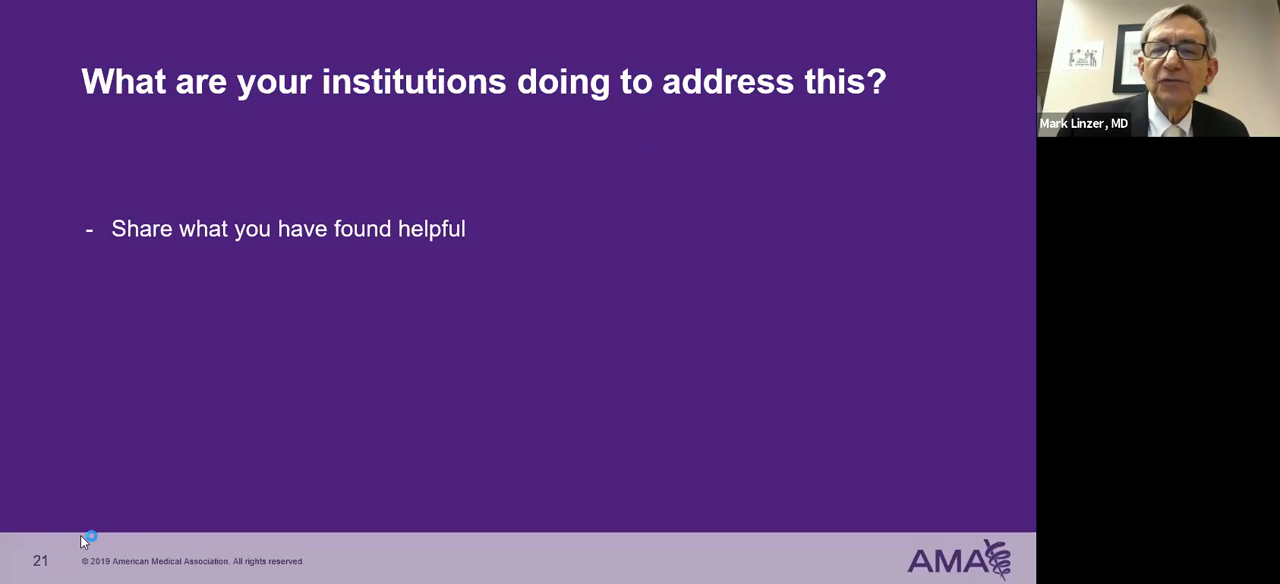 What are your institutions doing to address this?
- Share what you have found helpful
21
© 2019 American Medical Association. All rights reserved.
AMA
Mark Linzer, MD